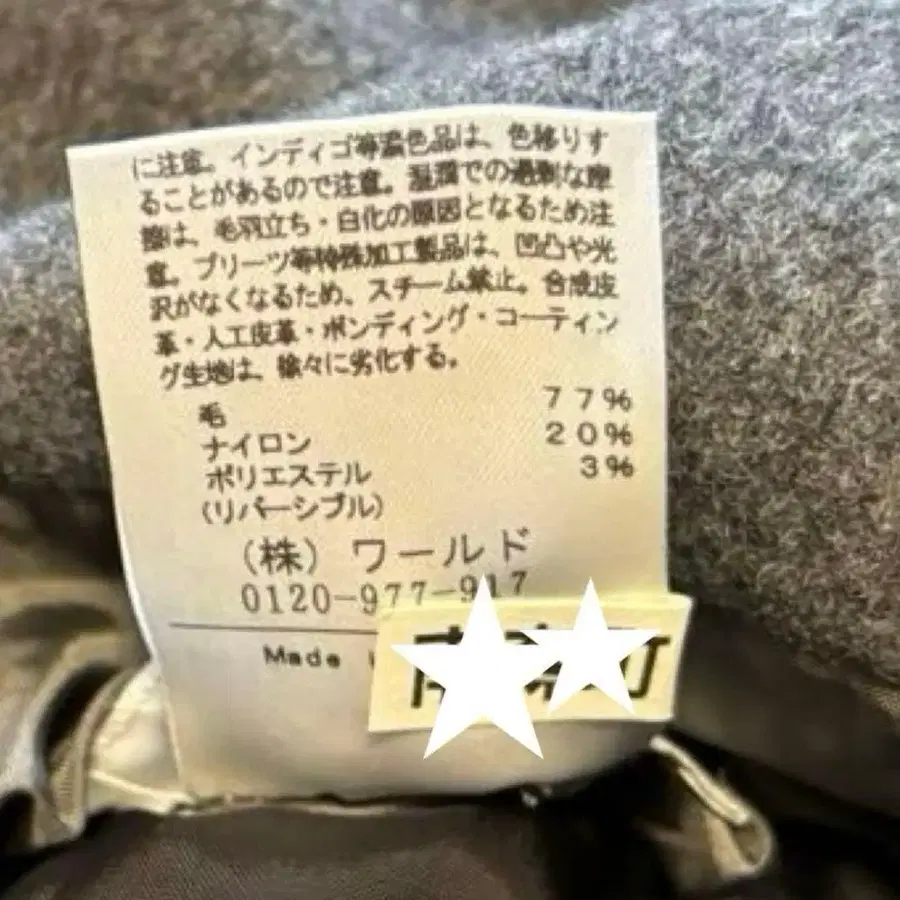 に注意。インディゴ等濃色品は、色移りす
ることがあるので注意。湿潤での過剰な摩
擦は、毛羽立ち・白化の原因となるため注
意。プリーツ等特殊加工製品は、凹凸や光
沢がなくなるため、スチーム禁止。合成皮
革・人工皮革・ボンディング・コーティン
グ生地は、徐々に劣化する。
毛 77%
ナイロン 20%
ポリエステル 3%
(リバーシブル)
(株) ワールド
0120-977-917
Made